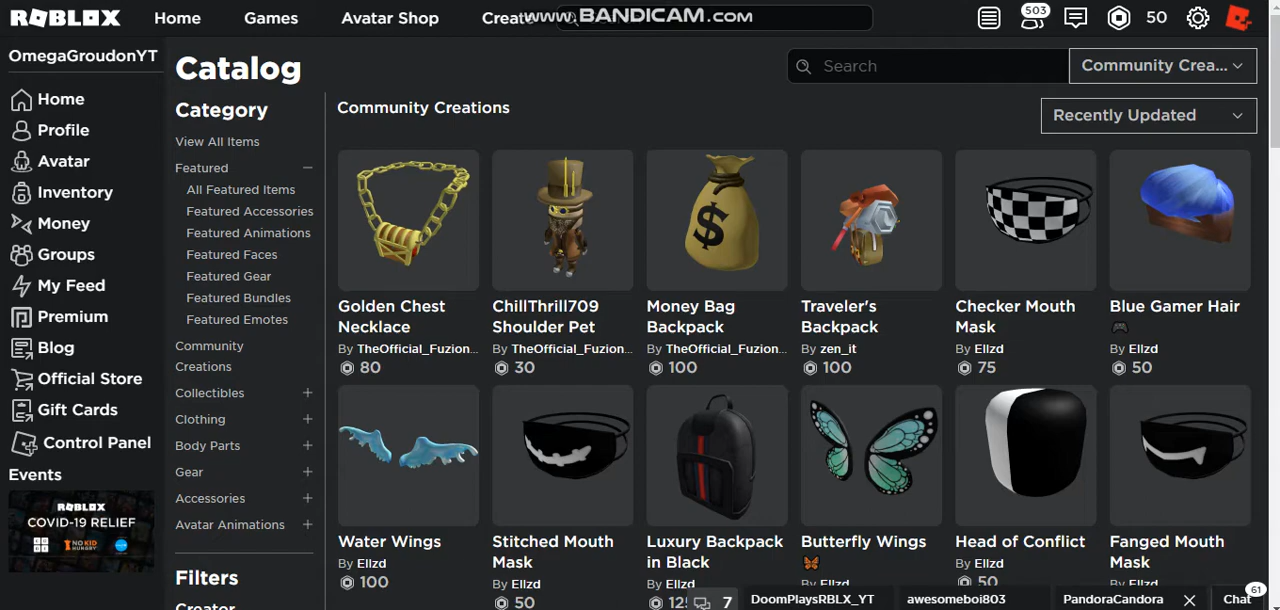 ROBLOX
Home
Games
Avatar Shop
Create
www.BANDICAM.com
503
50
OmegaGroudonYT
Home
Profile
Avatar
Inventory
Money
Groups
My Feed
Premium
Blog
Official Store
Gift Cards
Control Panel
Events
ROBLOX
COVID-19 RELIEF
NO KID
HUNGRY
Catalog
Category
View All Items
Featured
All Featured Items
Featured Accessories
Featured Animations
Featured Faces
Featured Gear
Featured Bundles
Featured Emotes
Community
Creations
Collectibles
Clothing
Body Parts
Gear
Accessories
Avatar Animations
Filters
Creator
Search
Community Crea...
Community Creations
Recently Updated
Golden Chest
Necklace
By TheOfficial_Fuzion...
80
ChillThrill709
Shoulder Pet
By TheOfficial_Fuzion...
30
$
Money Bag
Backpack
By TheOfficial_Fuzion...
100
Traveler's
Backpack
By zen_it
100
Checker Mouth
Mask
By Ellzd
75
Blue Gamer Hair
By Ellzd
50
Water Wings
By Ellzd
100
Stitched Mouth
Mask
By Ellzd
50
Luxury Backpack
in Black
By Ellzd
125
Butterfly Wings
By Ellzd
Head of Conflict
By Ellzd
50
Fanged Mouth
Mask
By Ellzd
7
DoomPlaysRBLX_YT
awesomeboi803
PandoraCandora
Chat
61